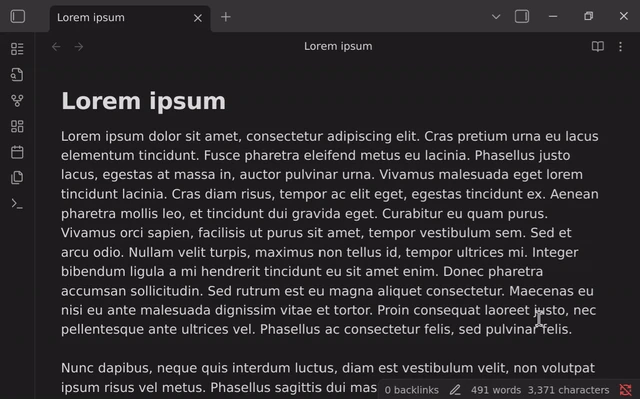 Lorem ipsum
Lorem ipsum
Lorem ipsum
Lorem ipsum dolor sit amet, consectetur adipiscing elit. Cras pretium urna eu lacus
elementum tincidunt. Fusce pharetra eleifend metus eu lacinia. Phasellus justo
lacus, egestas at massa in, auctor pulvinar urna. Vivamus malesuada eget lorem
tincidunt lacinia. Cras diam risus, tempor ac elit eget, egestas tincidunt ex. Aenean
pharetra mollis leo, et tincidunt dui gravida eget. Curabitur eu quam purus.
Vivamus orci sapien, facilisis ut purus sit amet, tempor vestibulum sem. Sed et
arcu odio. Nullam velit turpis, maximus non tellus id, tempor ultrices mi. Integer
bibendum ligula a mi hendrerit tincidunt eu sit amet enim. Donec pharetra
accumsan sollicitudin. Sed rutrum est eu magna aliquet consectetur. Maecenas eu
nisi eu ante malesuada dignissim vitae et tortor. Proin consequat laoreet justo, nec
pellentesque ante ultrices vel. Phasellus ac consectetur felis, sed pulvinar felis.
Nunc dapibus, neque quis interdum luctus, diam est vestibulum velit, non volutpat
ipsum risus vel metus. Phasellus sagittis dui mas
0 backlinks 491 words 3,371 characters